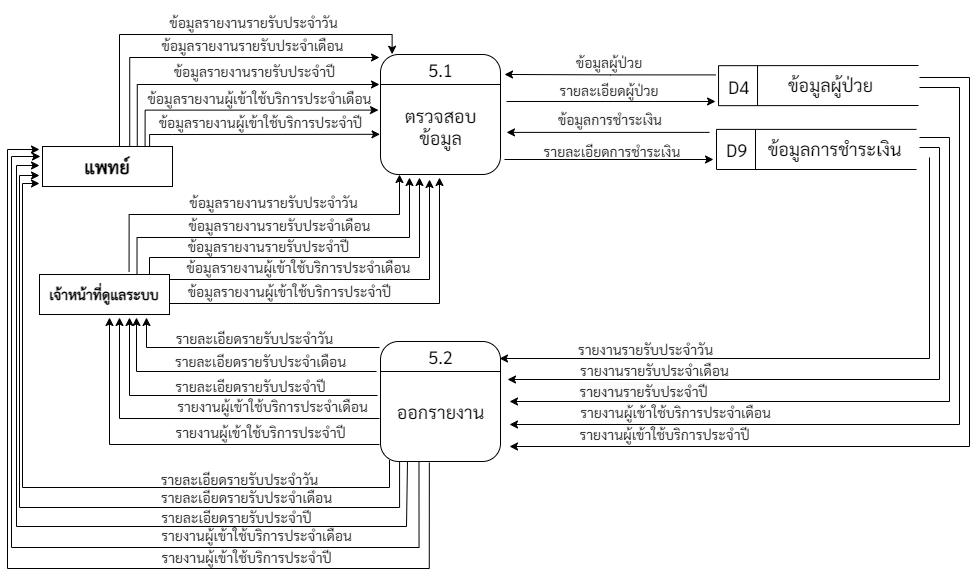 ข้อมูลรายงานรายรับประจำวัน
ข้อมูลรายงานรายรับประจำเดือน
ข้อมูลรายงานรายรับประจำปี
ข้อมูลรายงานผู้เข้าใช้บริการประจำเดือน
ข้อมูลรายงานผู้เข้าใช้บริการประจำปี
แพทย์
5.1
ตรวจสอบ
ข้อมูล
ข้อมูลผู้ป่วย
รายละเอียดผู้ป่วย
ข้อมูลการชำระเงิน
รายละเอียดการชำระเงิน
D4
ข้อมูลผู้ป่วย
D9
ข้อมูลการชำระเงิน
ข้อมูลรายงานรายรับประจำวัน
ข้อมูลรายงานรายรับประจำเดือน
ข้อมูลรายงานรายรับประจำปี
ข้อมูลรายงานผู้เข้าใช้บริการประจำเดือน
ข้อมูลรายงานผู้เข้าใช้บริการประจำปี
เจ้าหน้าที่ดูแลระบบ
รายละเอียดรายรับประจำวัน
รายละเอียดรายรับประจำเดือน
รายละเอียดรายรับประจำปี
รายงานผู้เข้าใช้บริการประจำเดือน
รายงานผู้เข้าใช้บริการประจำปี
5.2
ออกรายงาน
รายงานรายรับประจำวัน
รายงานรายรับประจำเดือน
รายงานรายรับประจำปี
รายงานผู้เข้าใช้บริการประจำเดือน
รายงานผู้เข้าใช้บริการประจำปี
รายละเอียดรายรับประจำวัน
รายละเอียดรายรับประจำเดือน
รายละเอียดรายรับประจำปี
รายงานผู้เข้าใช้บริการประจำเดือน
รายงานผู้เข้าใช้บริการประจำปี